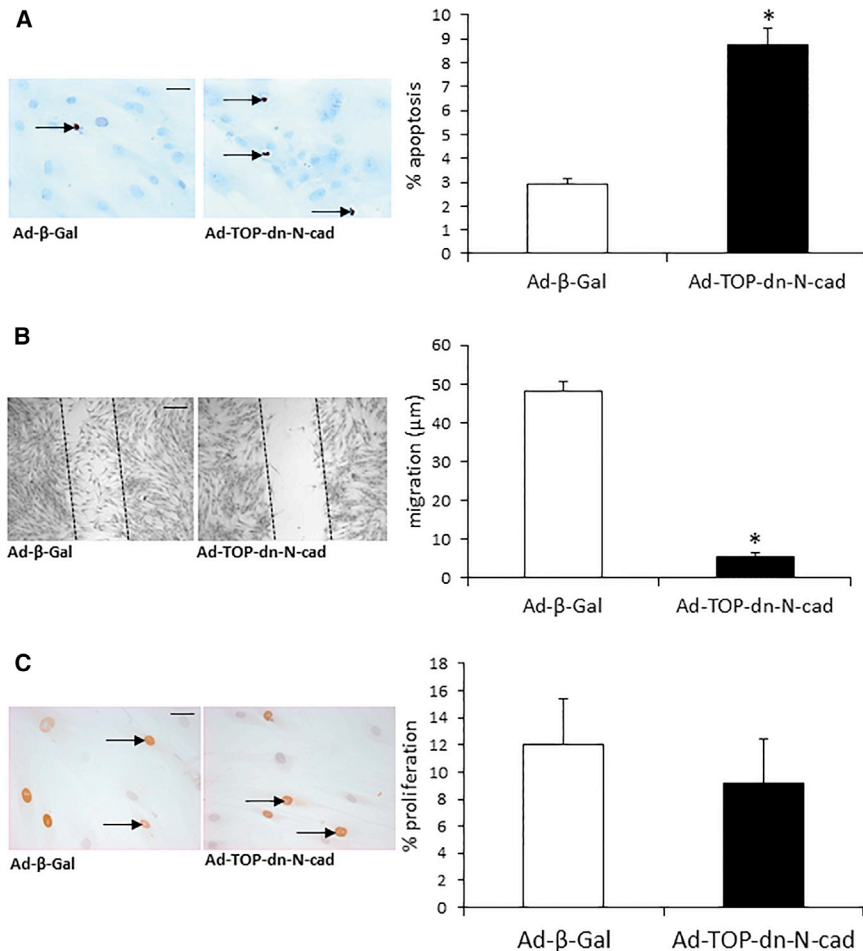 A
Ad-β-Gal
Ad-TOP-dn-N-cad
% apoptosis
10
9
8
7
6
5
4
3
2
1
0
*
Ad-β-Gal
Ad-TOP-dn-N-cad
B
Ad-β-Gal
Ad-TOP-dn-N-cad
migration (μm)
60
50
40
30
20
10
0
*
Ad-β-Gal
Ad-TOP-dn-N-cad
C
Ad-β-Gal
Ad-TOP-dn-N-cad
% proliferation
18
16
14
12
10
8
6
4
2
0
Ad-β-Gal
Ad-TOP-dn-N-cad